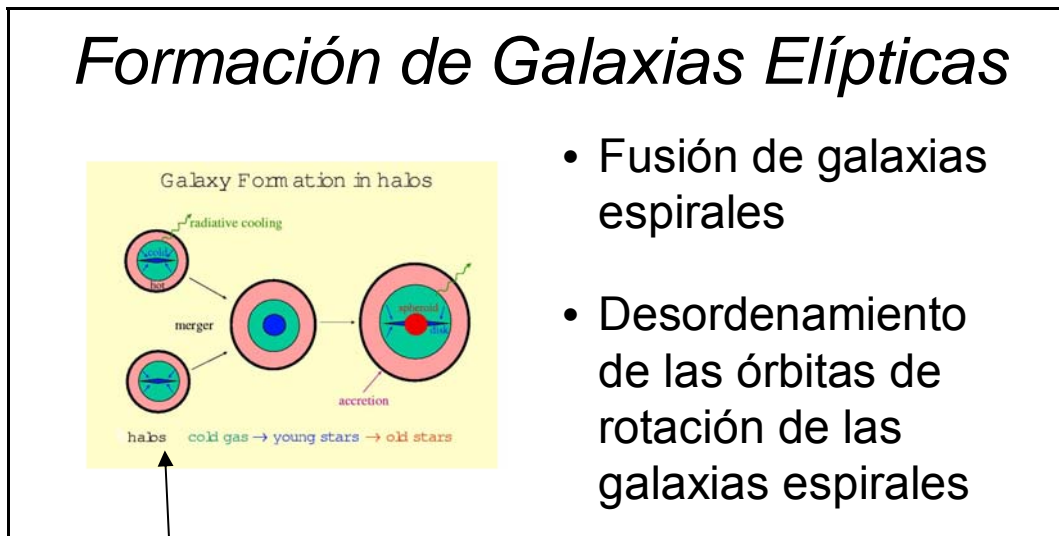 Formación de Galaxias Elípticas
Galaxy Formation in halos
radiative cooling
cold
hot
merger
spheroid
disk
accretion
halos cold gas → young stars → old stars
• Fusión de galaxias
espirales
• Desordenamiento
de las órbitas de
rotación de las
galaxias espirales